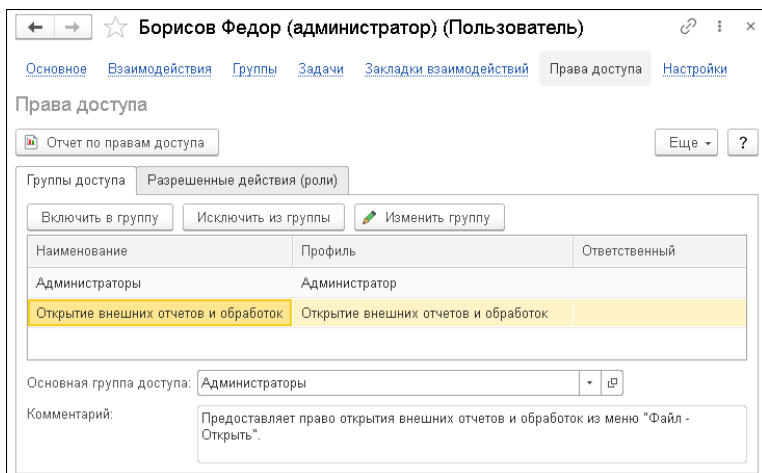 Борисов Федор (администратор) (Пользователь)
Основное Взаимодействия Группы Задачи Закладки взаимодействий Права доступа Настройки
Права доступа
Отчет по правам доступа Еще ?
Группы доступа Разрешенные действия (роли)
Включить в группу Исключить из группы Изменить группу
Наименование Профиль Ответственный
Администраторы Администратор
Открытие внешних отчетов и обработок Открытие внешних отчетов и обработок
Основная группа доступа: Администраторы
Комментарий: Предоставляет право открытия внешних отчетов и обработок из меню "Файл -
Открыть".